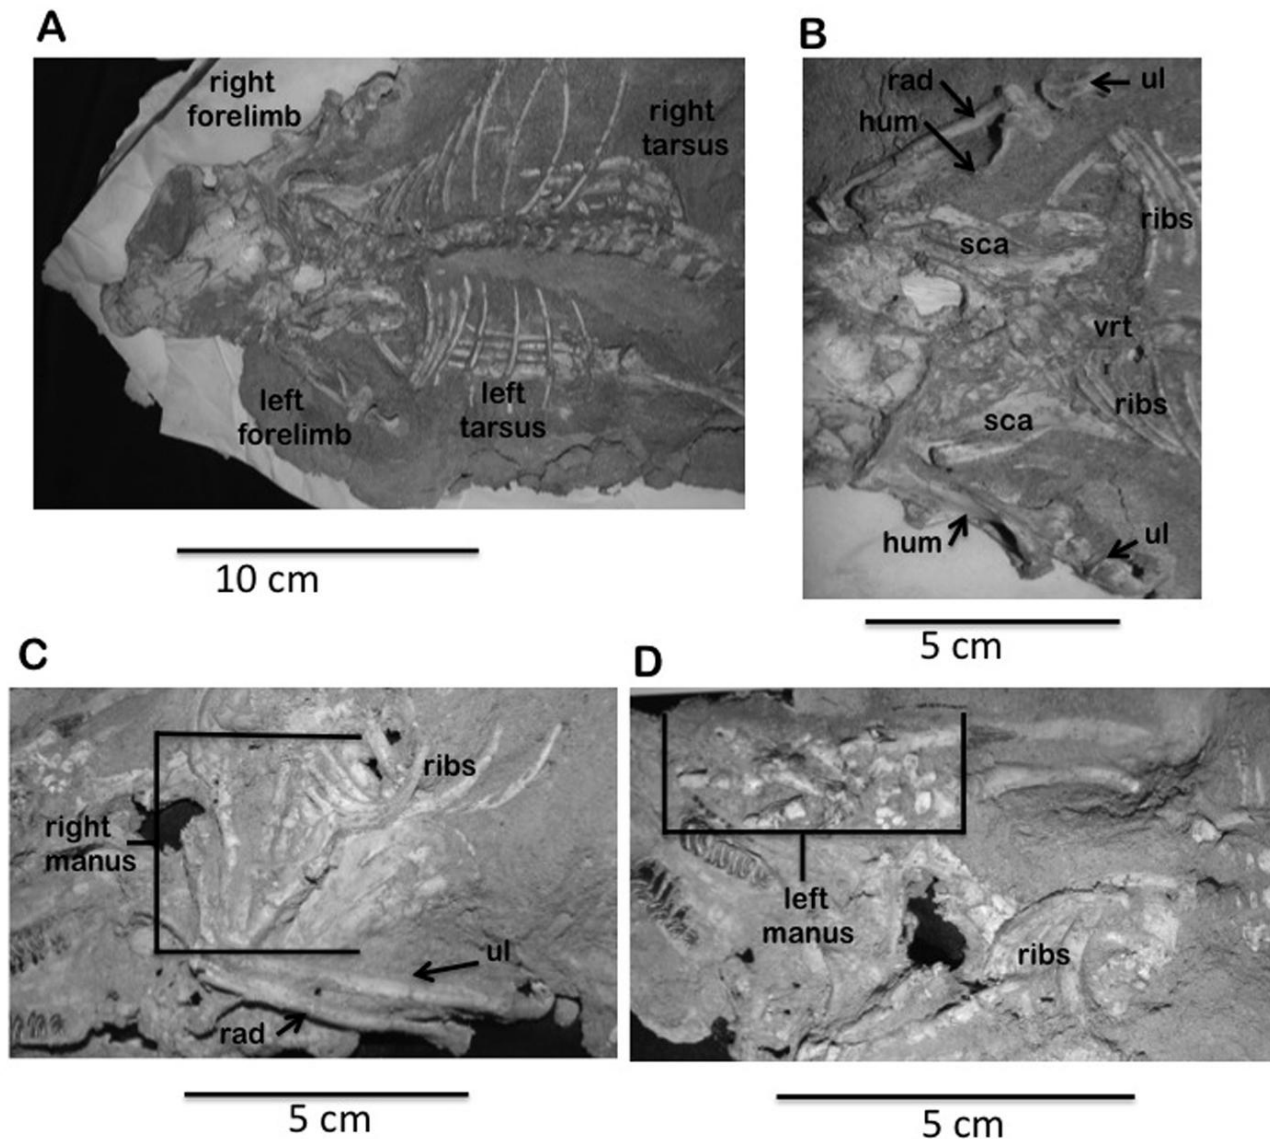 A
right
forelimb
right
tarsus
left
forelimb
left
tarsus
10 cm
B
rad
hum
ul
ribs
sca
vrt
ribs
sca
hum
ul
5 cm
C
ribs
right
manus
ul
rad
5 cm
D
left
manus
ribs
5 cm